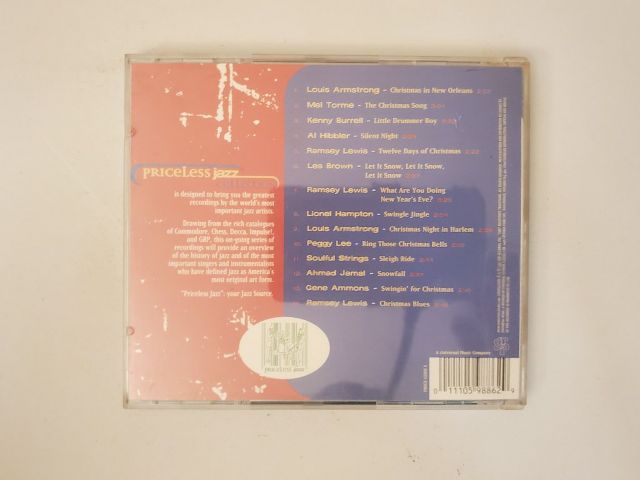 PRICELESS jazz
COLLECTION
is designed to bring you the greatest
recordings by the world's most
important jazz artists.
Drawing from the rich catalogues
of Commodore, Chess, Decca, Impulse!,
and GRP, this on-going series of
recordings will provide an overview
of the history of jazz and of the most
important singers and instrumentalists
who have defined jazz as America's
most original art form.
"Priceless Jazz": your Jazz Source.
PRICELESS jazz
Louis Armstrong – Christmas in New Orleans
Mel Torme – The Christmas Song
Kenny Burrell – Little Drummer Boy
Al Hibbler – Silent Night
Ramsey Lewis – Twelve Days of Christmas
Les Brown – Let It Snow, Let It Snow,
Let It Snow
Ramsey Lewis – What Are You Doing
New Year's Eve?
Lionel Hampton – Swingle Jingle
Louis Armstrong – Christmas Night in Harlem
Peggy Lee – Ring Those Christmas Bells
Soulful Strings – Sleigh Ride
Ahmad Jamal – Snowfall
Gene Ammons – Swingin' for Christmas
Ramsey Lewis – Christmas Blues
A Universal Music Company
0 11105 98862 9